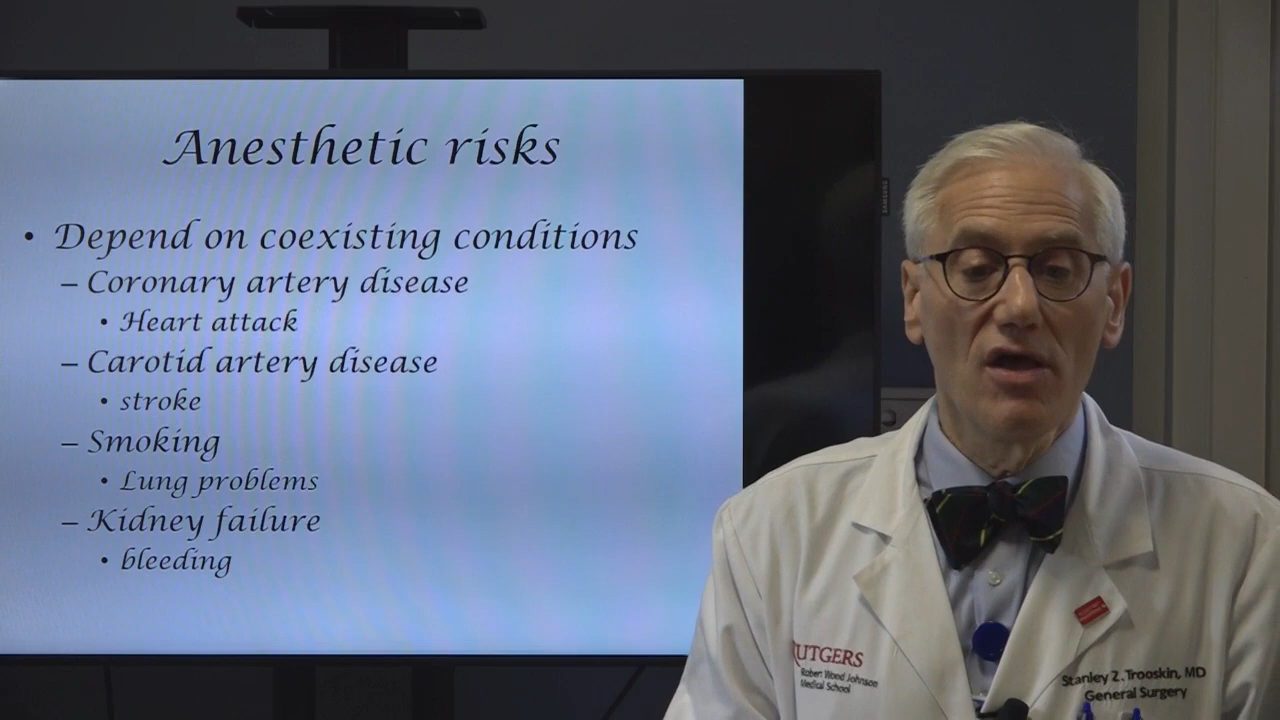 Anesthetic risks
• Depend on coexisting conditions
– Coronary artery disease
• Heart attack
– Carotid artery disease
• stroke
– Smoking
• Lung problems
– Kidney failure
• bleeding
SAMSUNG
RUTGERS
Robert Wood Johnson
Medical School
Stanley Z. Trooskin, MD
General Surgery